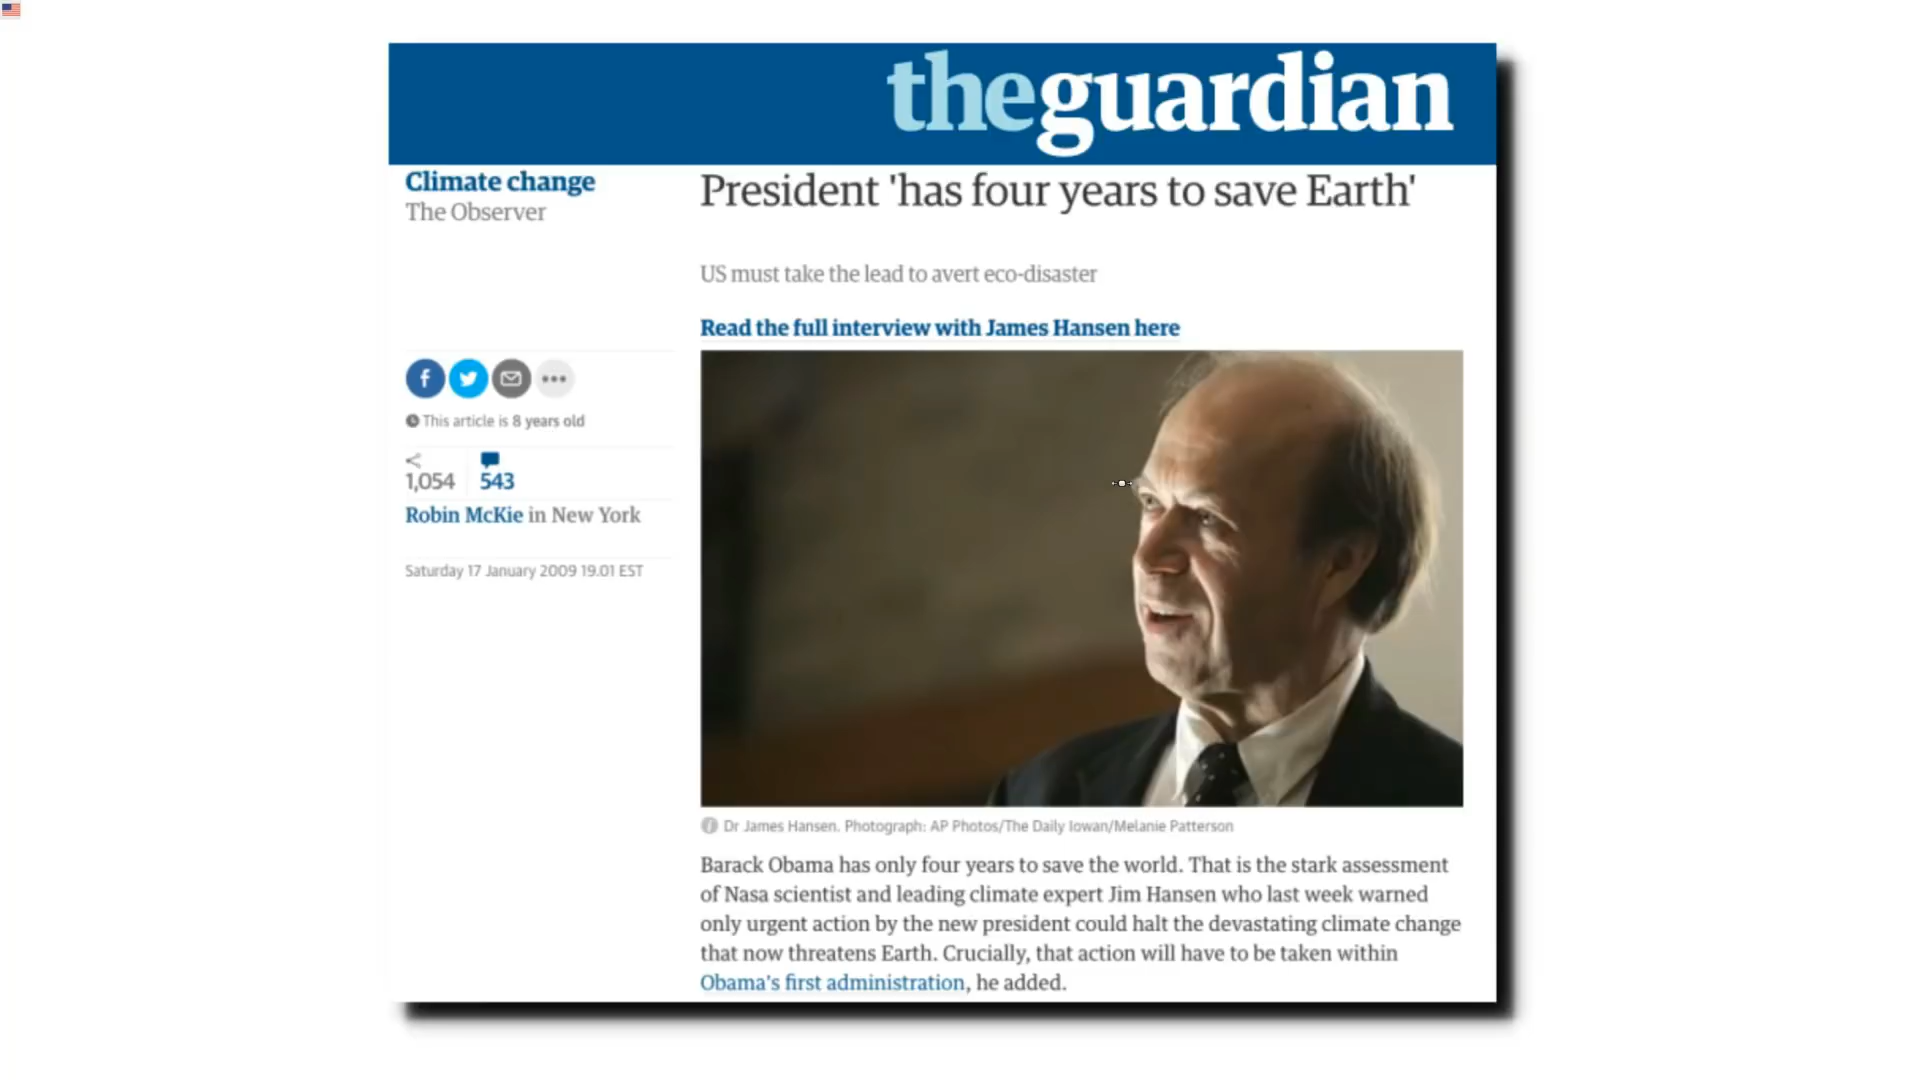 theguardian
Climate change
The Observer
President 'has four years to save Earth'
US must take the lead to avert eco-disaster
Read the full interview with James Hansen here
This article is 8 years old
1,054 543
Robin McKie in New York
Saturday 17 January 2009 19.01 EST
Dr James Hansen. Photograph: AP Photos/The Daily Iowan/Melanie Patterson
Barack Obama has only four years to save the world. That is the stark assessment
of Nasa scientist and leading climate expert Jim Hansen who last week warned
only urgent action by the new president could halt the devastating climate change
that now threatens Earth. Crucially, that action will have to be taken within
Obama's first administration, he added.